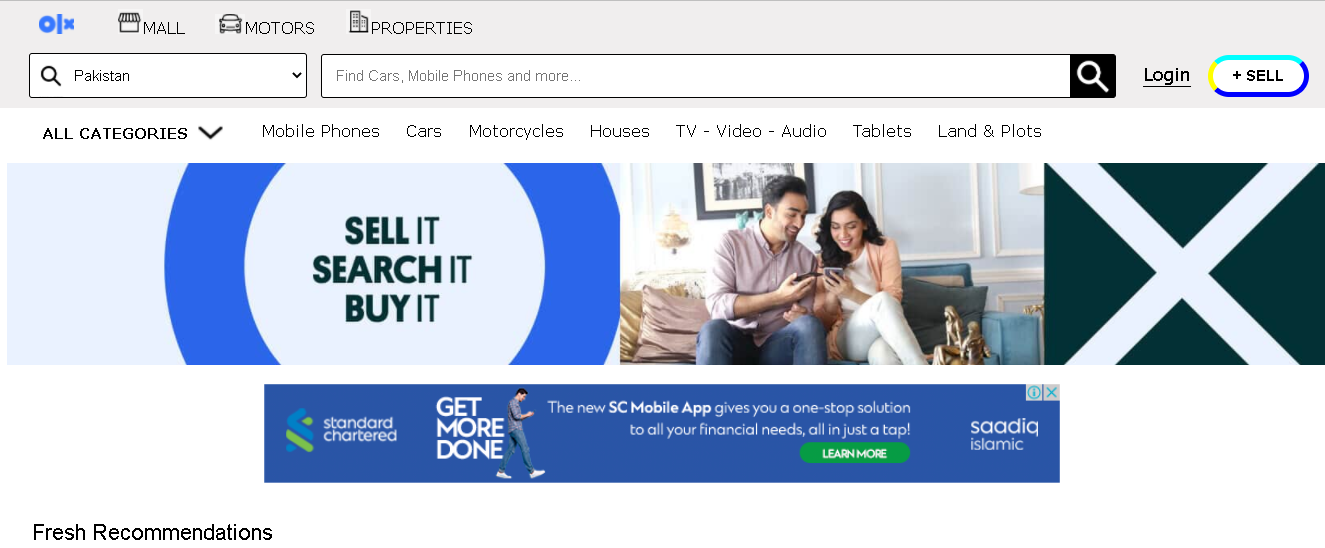 olx MALL MOTORS PROPERTIES
Pakistan Find Cars, Mobile Phones and more... Login + SELL
ALL CATEGORIES Mobile Phones Cars Motorcycles Houses TV - Video - Audio Tablets Land & Plots
SELL IT
SEARCH IT
BUY IT
standard
chartered
GET
MORE
DONE
The new SC Mobile App gives you a one-stop solution
to all your financial needs, all in just a tap!
LEARN MORE
saadiq
islamic
Fresh Recommendations